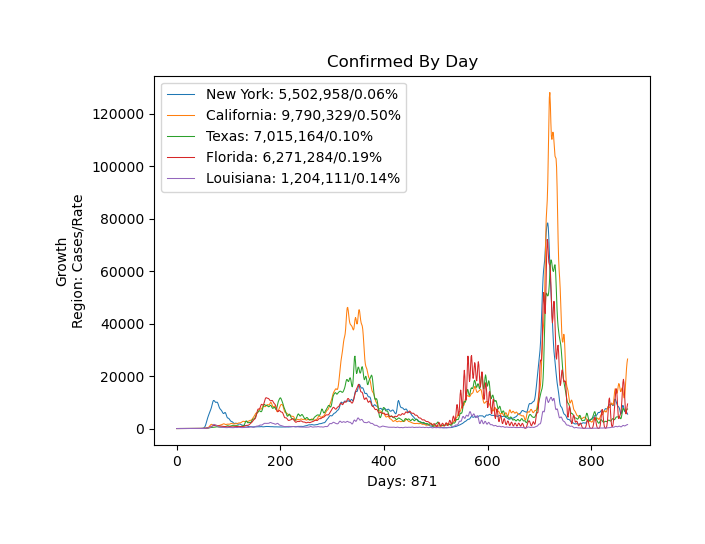 Confirmed By Day
New York: 5,502,958/0.06%
California: 9,790,329/0.50%
Texas: 7,015,164/0.10%
Florida: 6,271,284/0.19%
Louisiana: 1,204,111/0.14%
120000
100000
80000
60000
40000
20000
0
Growth
Region: Cases/Rate
0 200 400 600 800
Days: 871